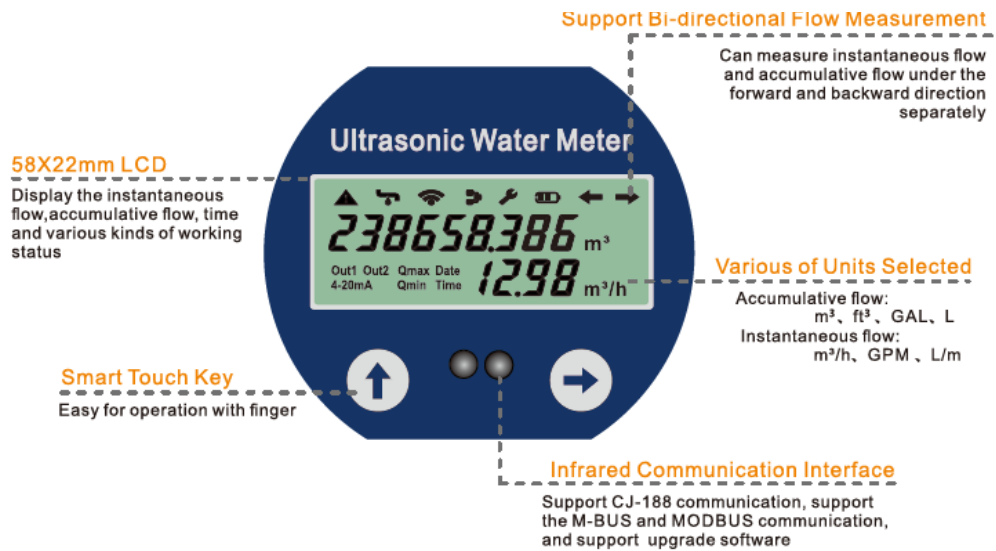 Support Bi-directional Flow Measurement
Can measure instantaneous flow
and accumulative flow under the
forward and backward direction
separately
Ultrasonic Water Meter
58X22mm LCD
Display the instantaneous
flow,accumulative flow, time
and various kinds of working
status
238658.386 m³
Out1 Out2 Qmax Date
4-20mA Qmin Time
12.98 m³/h
Various of Units Selected
Accumulative flow:
m³、ft³、GAL、L
Instantaneous flow:
m³/h、GPM、L/m
Smart Touch Key
Easy for operation with finger
Infrared Communication Interface
Support CJ-188 communication, support
the M-BUS and MODBUS communication,
and support upgrade software